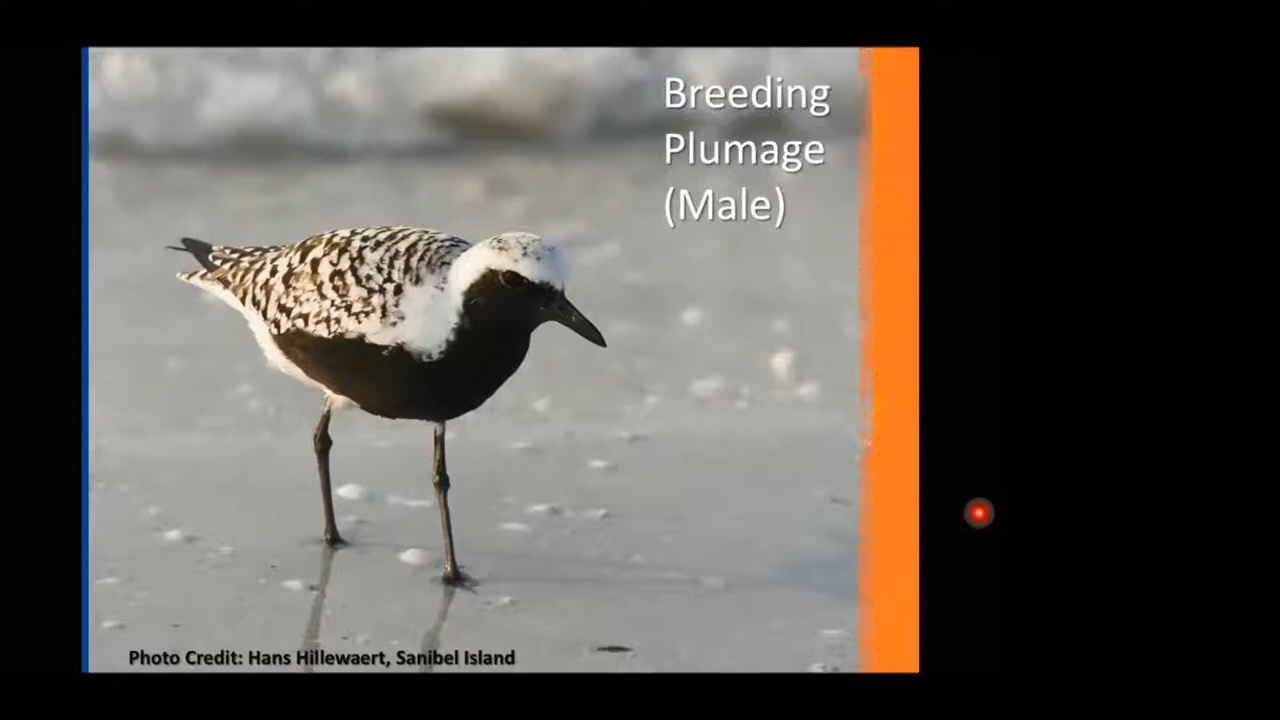 Breeding
Plumage
(Male)
Photo Credit: Hans Hillewaert, Sanibel Island